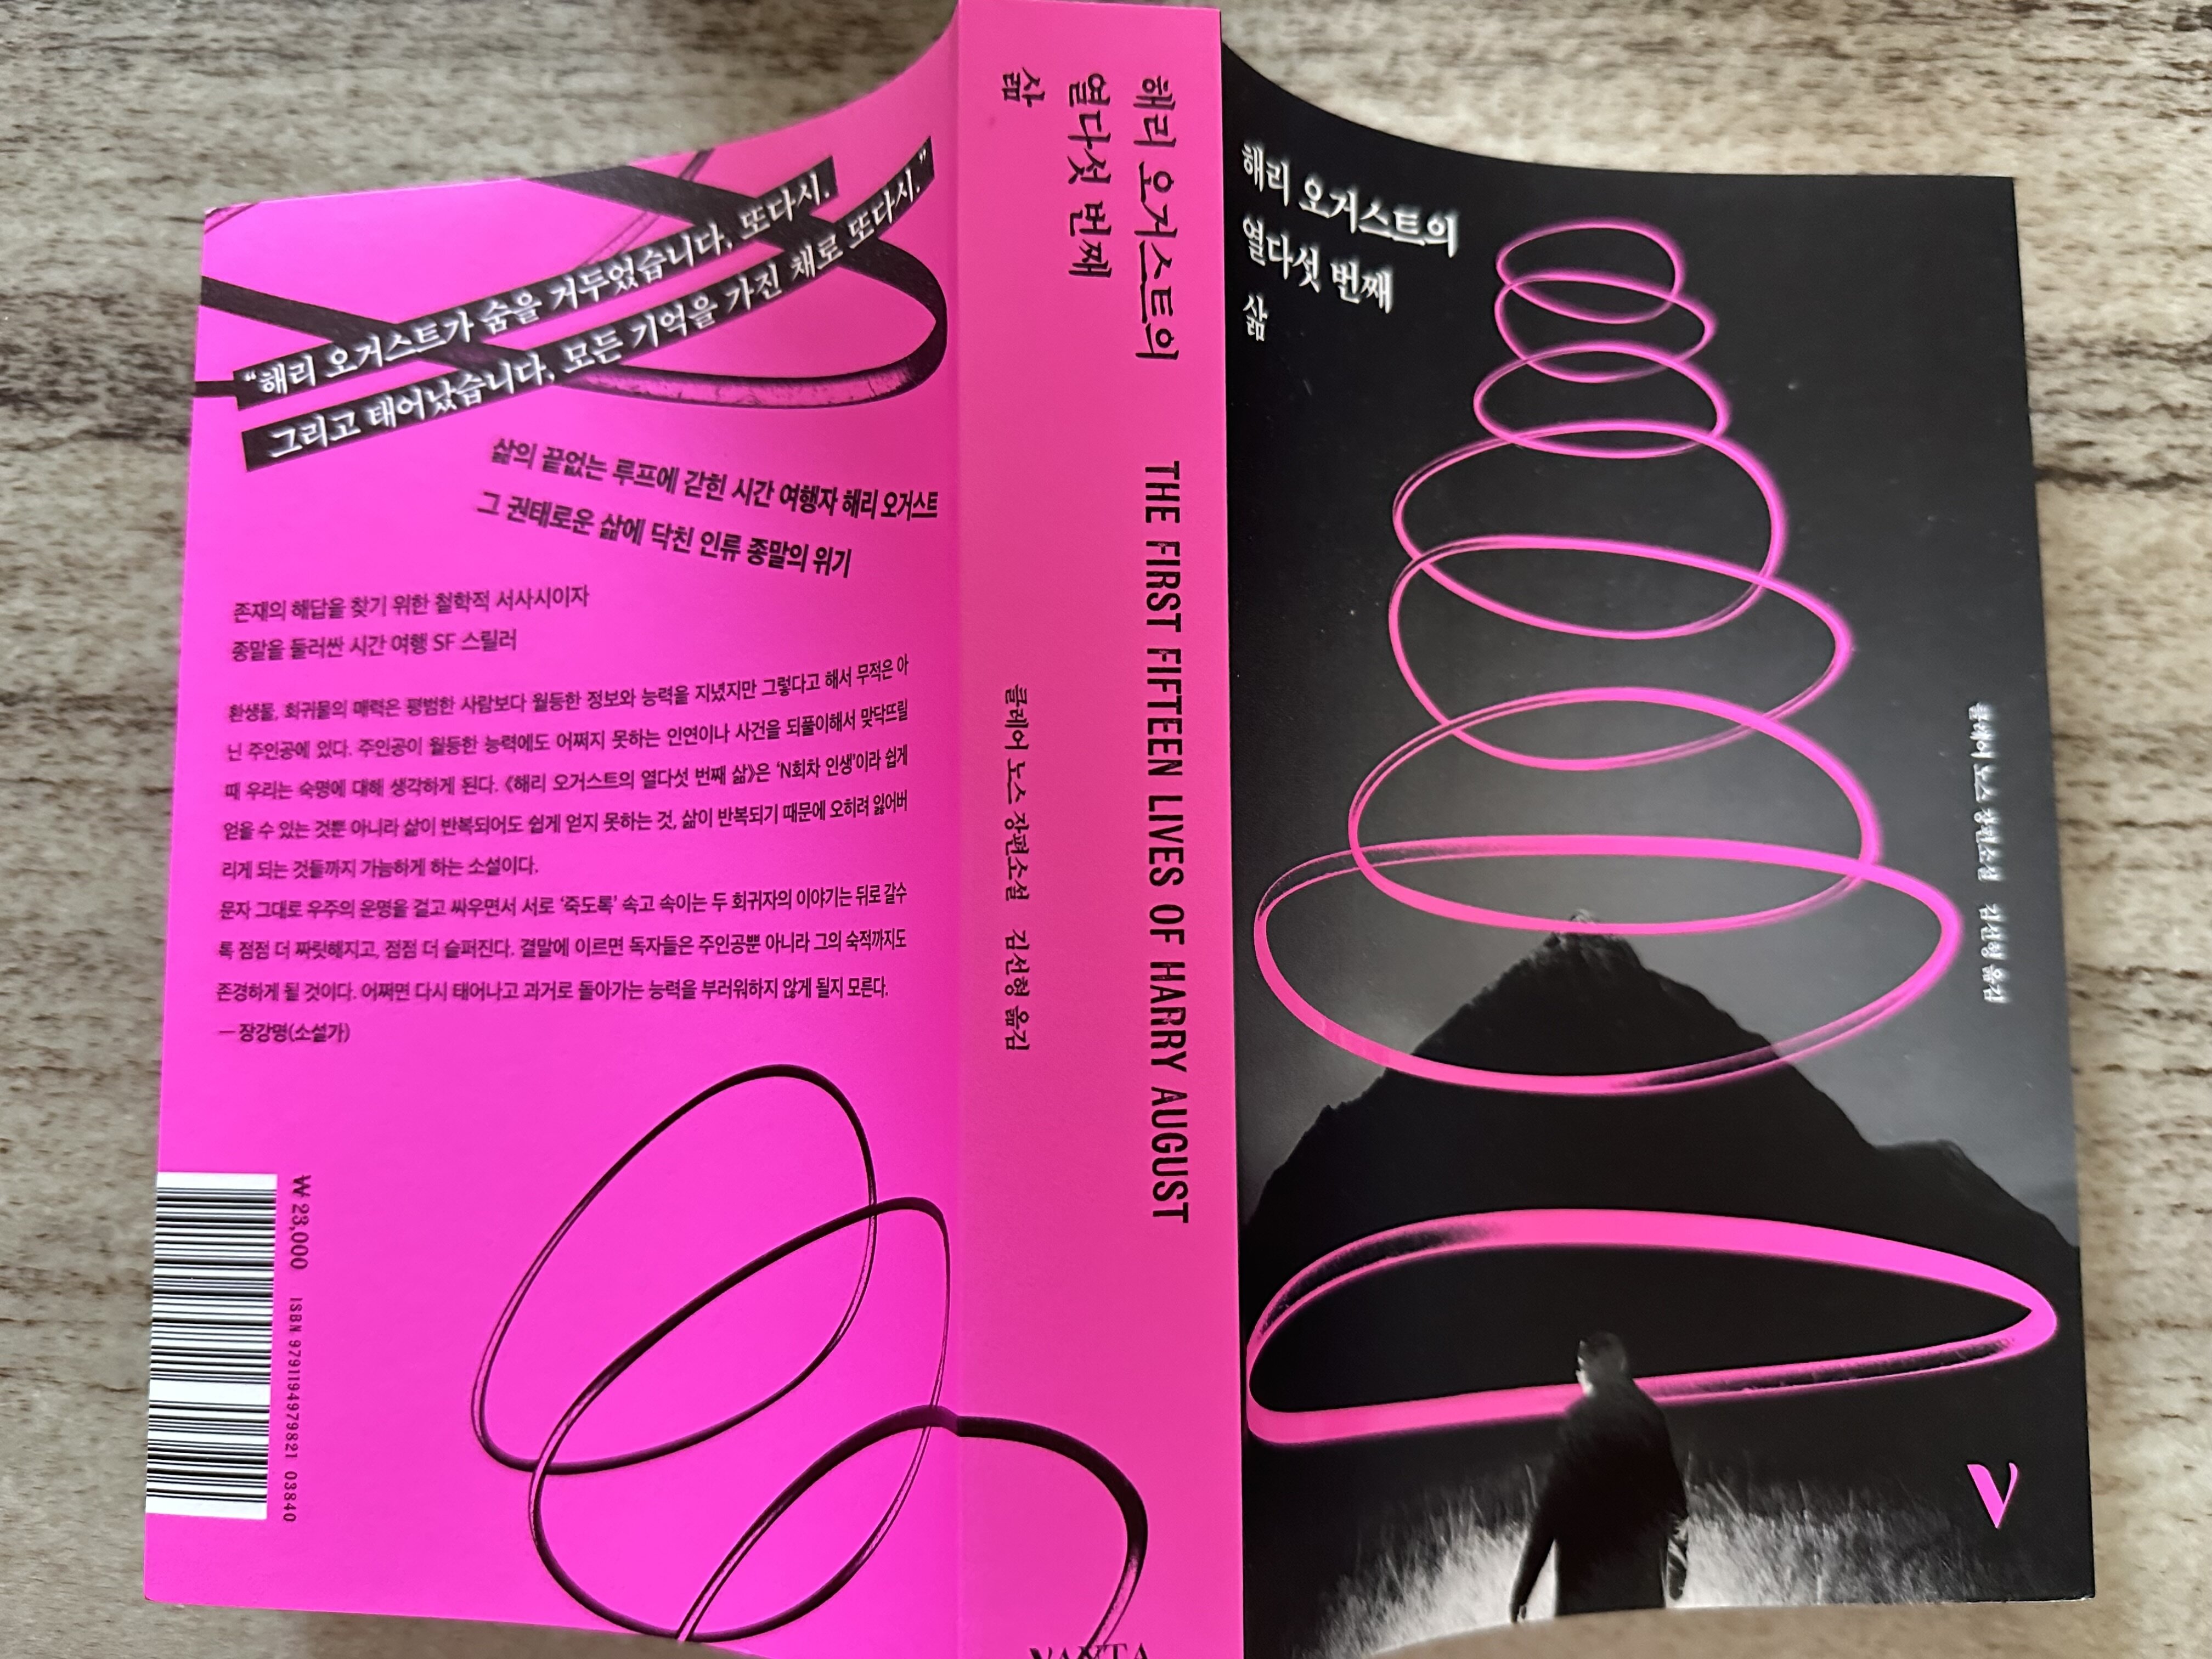 “해리 오거스트가 숨을 거두었습니다, 또다시.
그리고 태어났습니다, 모든 기억을 가진 채로 또다시.”
삶의 끝없는 루프에 갇힌 시간 여행자 해리 오거스트
그 권태로운 삶에 닥친 인류 종말의 위기
존재의 해답을 찾기 위한 철학적 서사시이자
종말을 둘러싼 시간 여행 SF 스릴러
환생물, 회귀물의 매력은 평범한 사람보다 월등한 정보와 능력을 지녔지만 그렇다고 해서 무적은 아
닌 주인공에 있다. 주인공이 월등한 능력에도 어쩌지 못하는 인연이나 사건을 되풀이해서 맞닥뜨릴
때 우리는 숙명에 대해 생각하게 된다. 《해리 오거스트의 열다섯 번째 삶》은 ‘N회차 인생’이라 쉽게
얻을 수 있는 것뿐 아니라 삶이 반복되어도 쉽게 얻지 못하는 것, 삶이 반복되기 때문에 오히려 잃어버
리게 되는 것들까지 가능하게 하는 소설이다.
문자 그대로 우주의 운명을 걸고 싸우면서 서로 ‘죽도록’ 속고 속이는 두 회귀자의 이야기는 뒤로 갈수
록 점점 더 짜릿해지고, 점점 더 슬퍼진다. 결말에 이르면 독자들은 주인공뿐 아니라 그의 숙적까지도
존경하게 될 것이다. 어쩌면 다시 태어나고 과거로 돌아가는 능력을 부러워하지 않게 될지 모른다.
— 장강명(소설가)
₩ 23,000 ISBN 9791194979821 03840
해리 오거스트의
열다섯 번째
삶
THE FIRST FIFTEEN LIVES OF HARRY AUGUST
클레어 노스 장편소설 김선형 옮김
VANTA
해리 오거스트의
열다섯 번째
삶
클레어 노스 장편소설 김선형 옮김
V